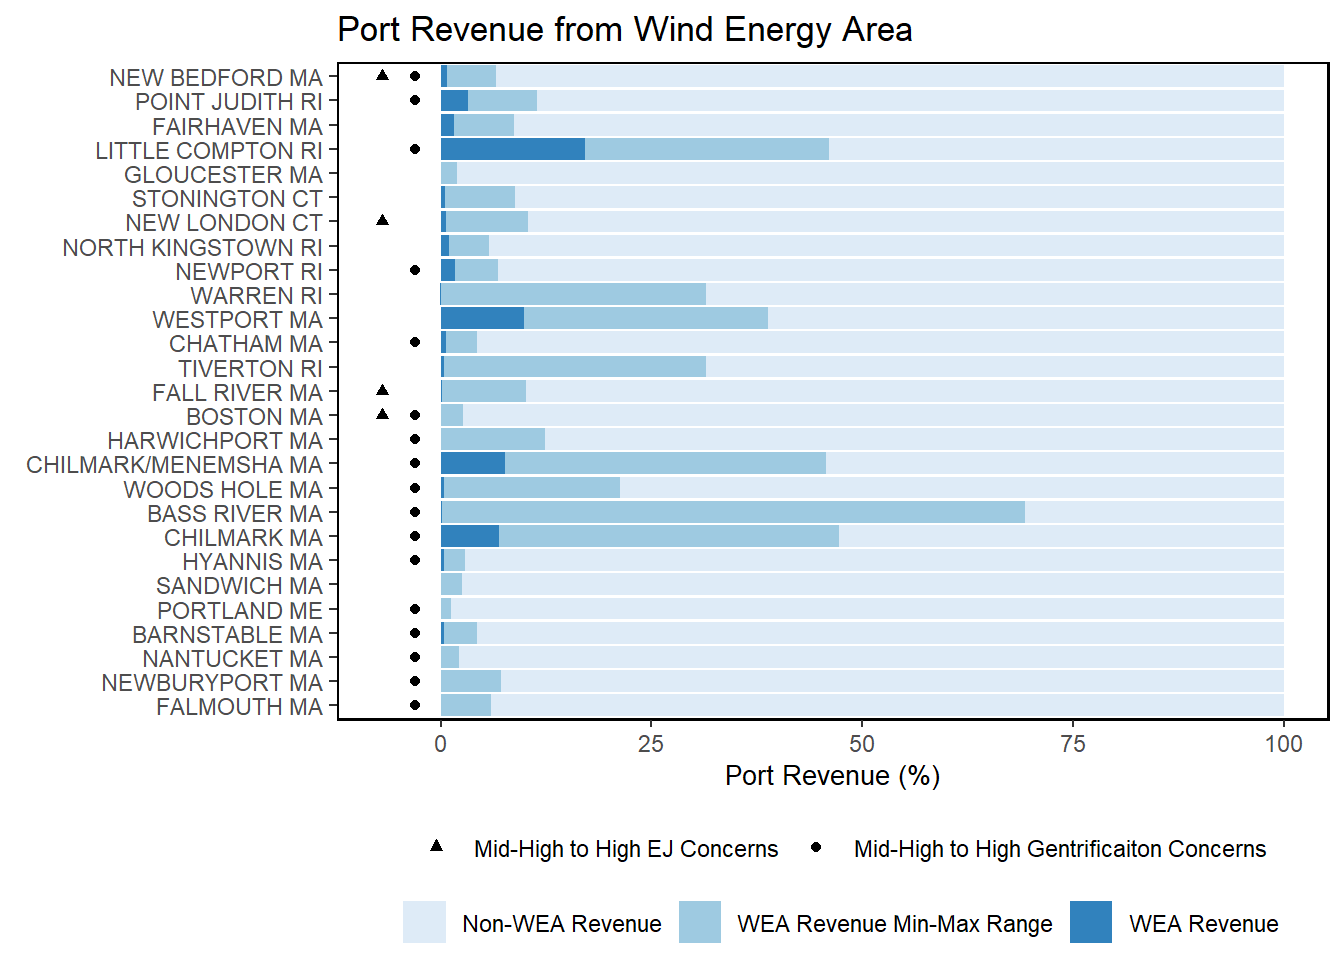 Port Revenue from Wind Energy Area
NEW BEDFORD MA
POINT JUDITH RI
FAIRHAVEN MA
LITTLE COMPTON RI
GLOUCESTER MA
STONINGTON CT
NEW LONDON CT
NORTH KINGSTOWN RI
NEWPORT RI
WARREN RI
WESTPORT MA
CHATHAM MA
TIVERTON RI
FALL RIVER MA
BOSTON MA
HARWICHPORT MA
CHILMARK/MENEMSHA MA
WOODS HOLE MA
BASS RIVER MA
CHILMARK MA
HYANNIS MA
SANDWICH MA
PORTLAND ME
BARNSTABLE MA
NANTUCKET MA
NEWBURYPORT MA
FALMOUTH MA
0 25 50 75 100
Port Revenue (%)
Mid-High to High EJ Concerns Mid-High to High Gentrificaiton Concerns
Non-WEA Revenue WEA Revenue Min-Max Range WEA Revenue